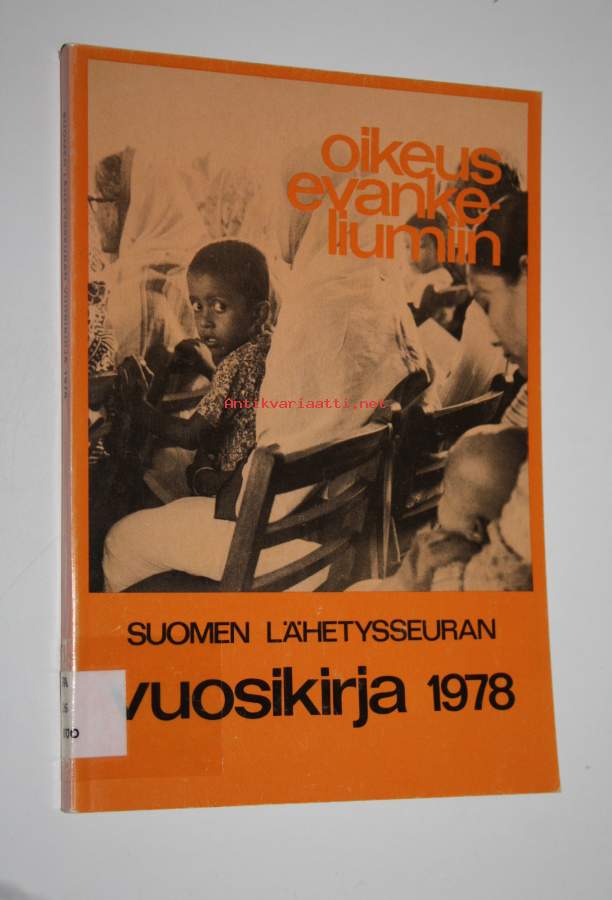 oikeus
evanke-
liumiin
Antikvariaatti.net
SUOMEN LÄHETYSSEURAN
vuosikirja 1978